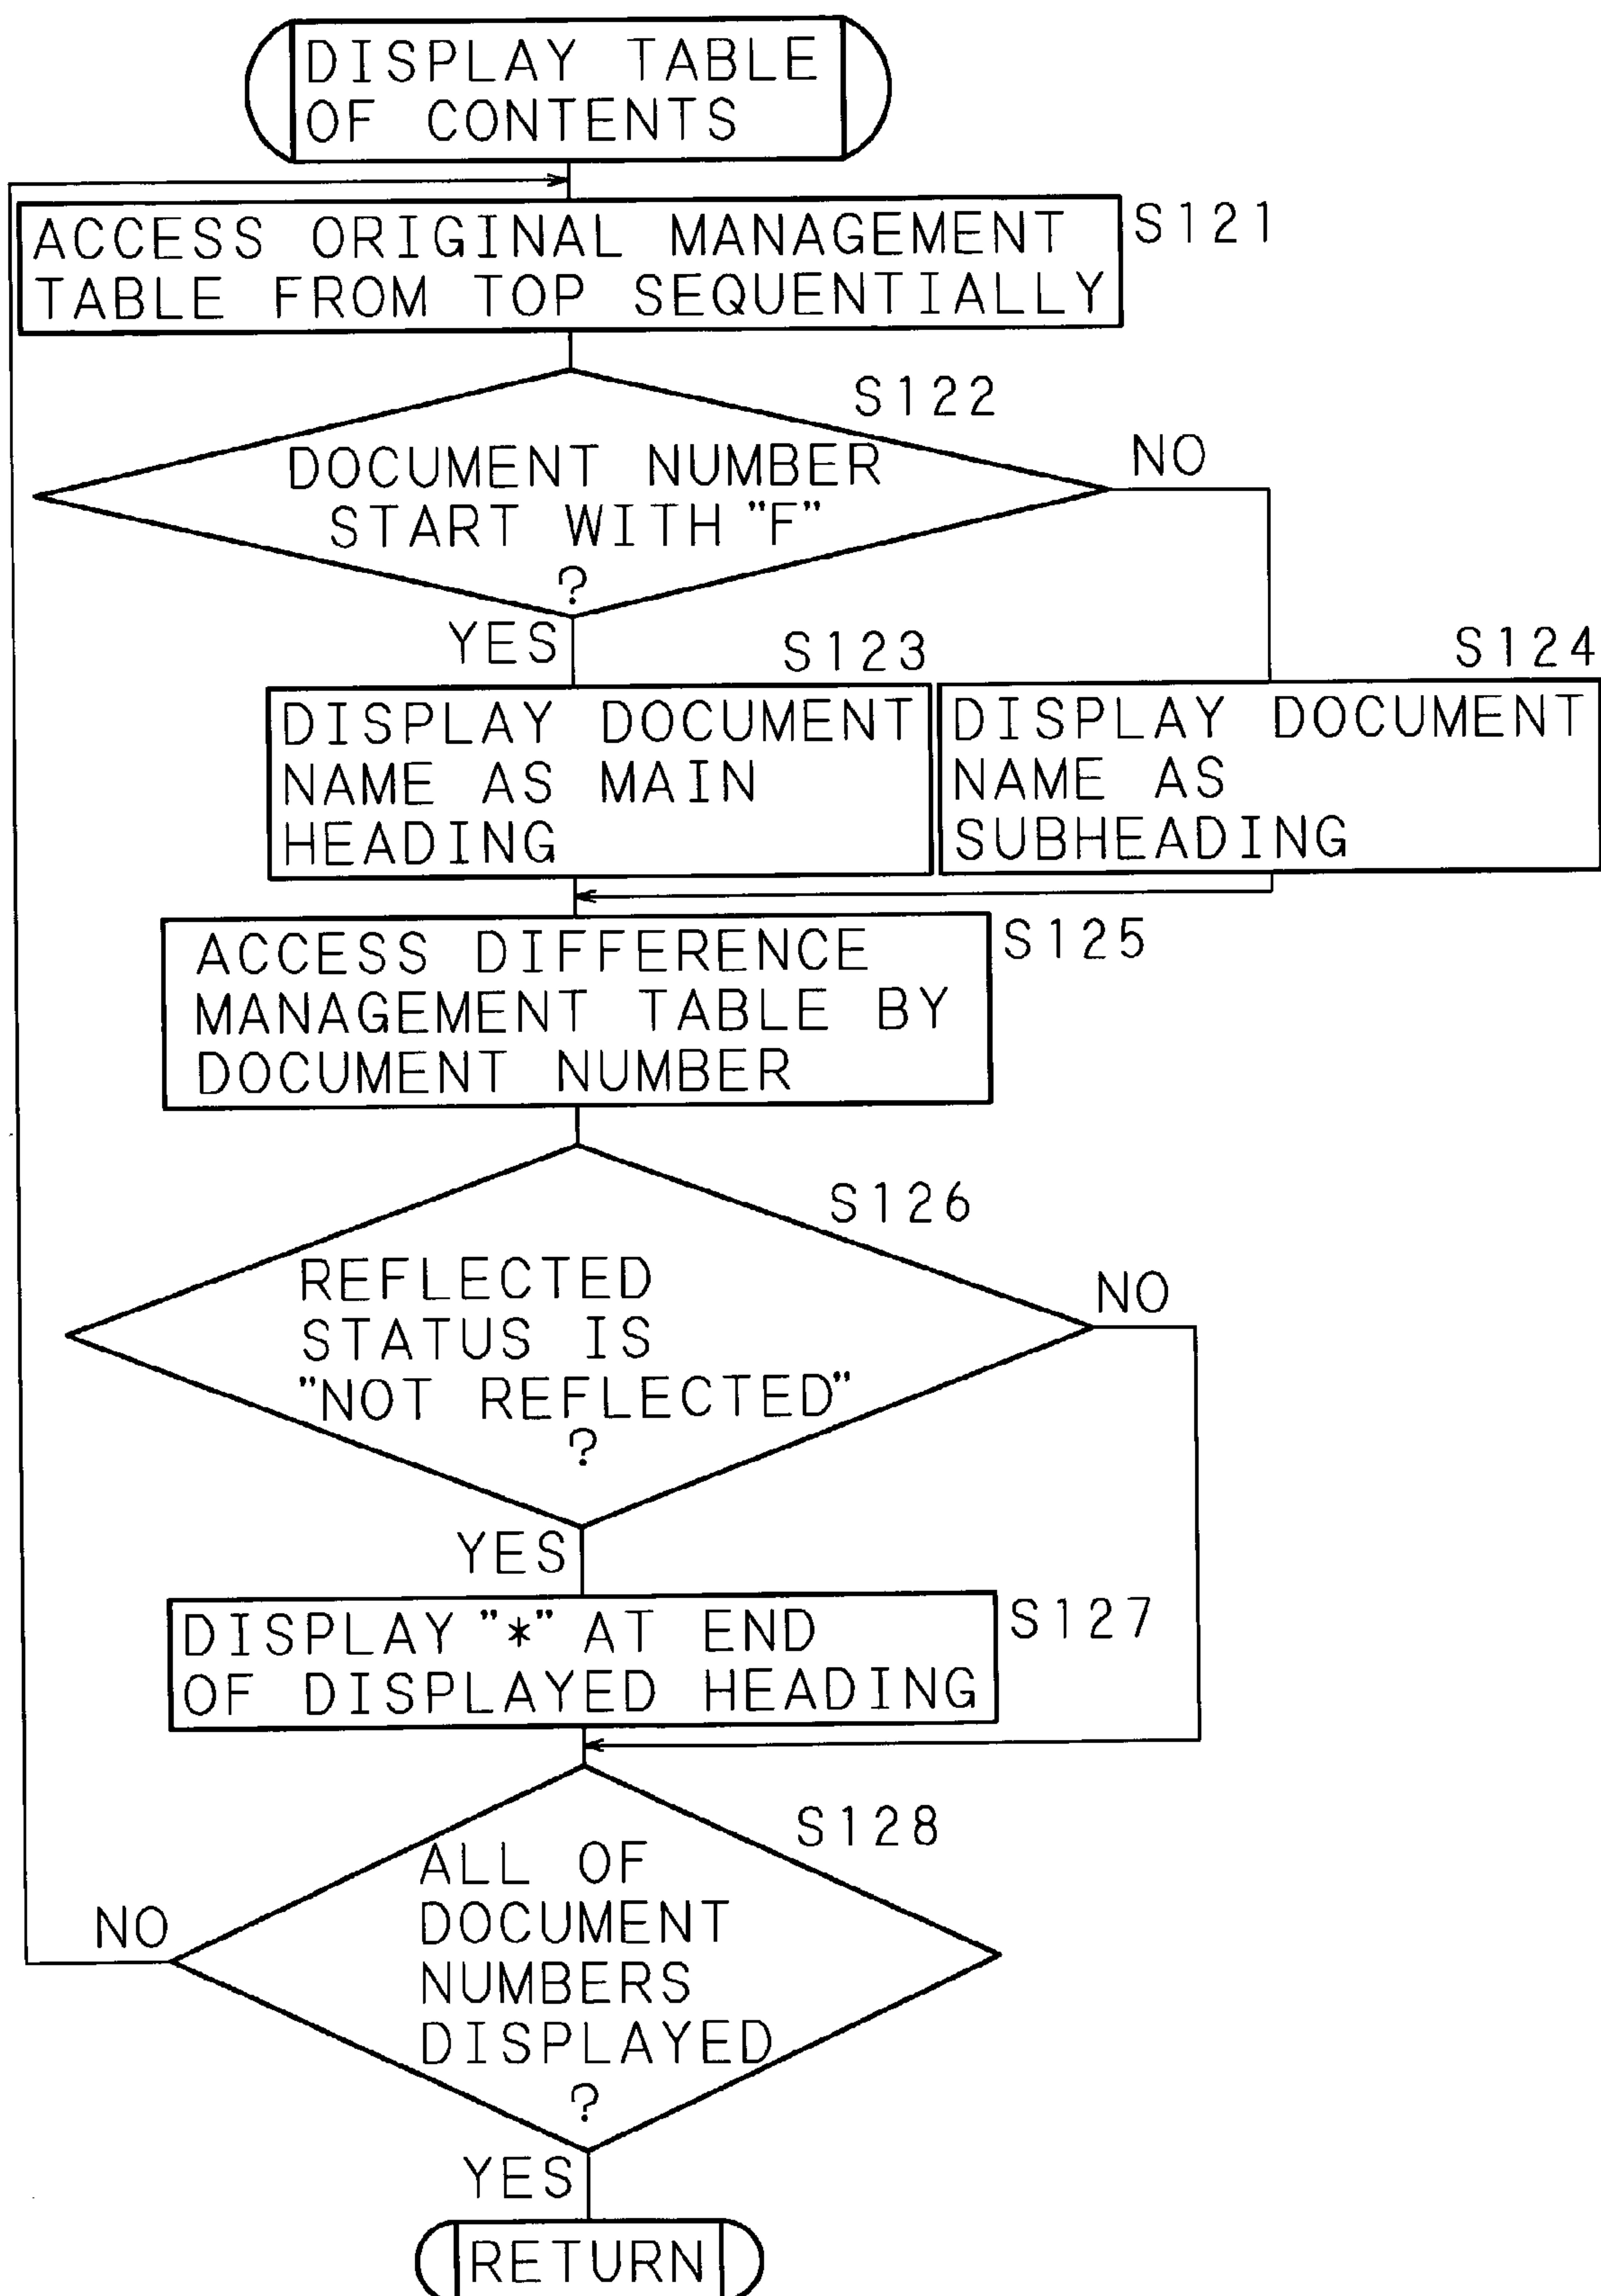 DISPLAY TABLE
OF CONTENTS
ACCESS ORIGINAL MANAGEMENT
TABLE FROM TOP SEQUENTIALLY
S121
S122
DOCUMENT NUMBER
START WITH "F"
?
NO
YES
S123
DISPLAY DOCUMENT
NAME AS MAIN
HEADING
S124
DISPLAY DOCUMENT
NAME AS
SUBHEADING
ACCESS DIFFERENCE
MANAGEMENT TABLE BY
DOCUMENT NUMBER
S125
S126
REFLECTED
STATUS IS
"NOT REFLECTED"
?
NO
YES
DISPLAY "*" AT END
OF DISPLAYED HEADING
S127
S128
ALL OF
DOCUMENT
NUMBERS
DISPLAYED
?
NO
YES
RETURN